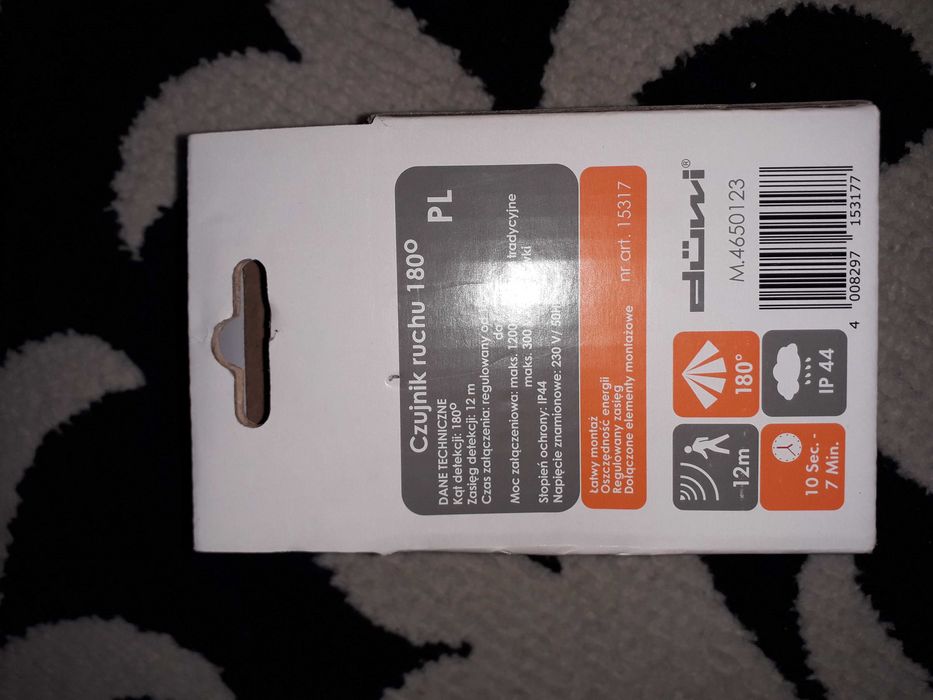 Czujnik ruchu 180°
PL
DANE TECHNICZNE
Kąt detekcji: 180°
Zasięg detekcji: 12 m
Czas załączenia: regulowany od
Moc załączeniowa: maks. 1200 tradycyjne
maks. 300
Stopień ochrony: IP44
Napięcie znamionowe: 230 V/ 50H
Łatwy montaż
Oszczędność energii
Regulowany zasięg
Dołączone elementy montażowe
nr art. 15317
düwi®
M.4650123
4 008297 153177
180°
IP 44
12m
10 Sec. -
7 Min.